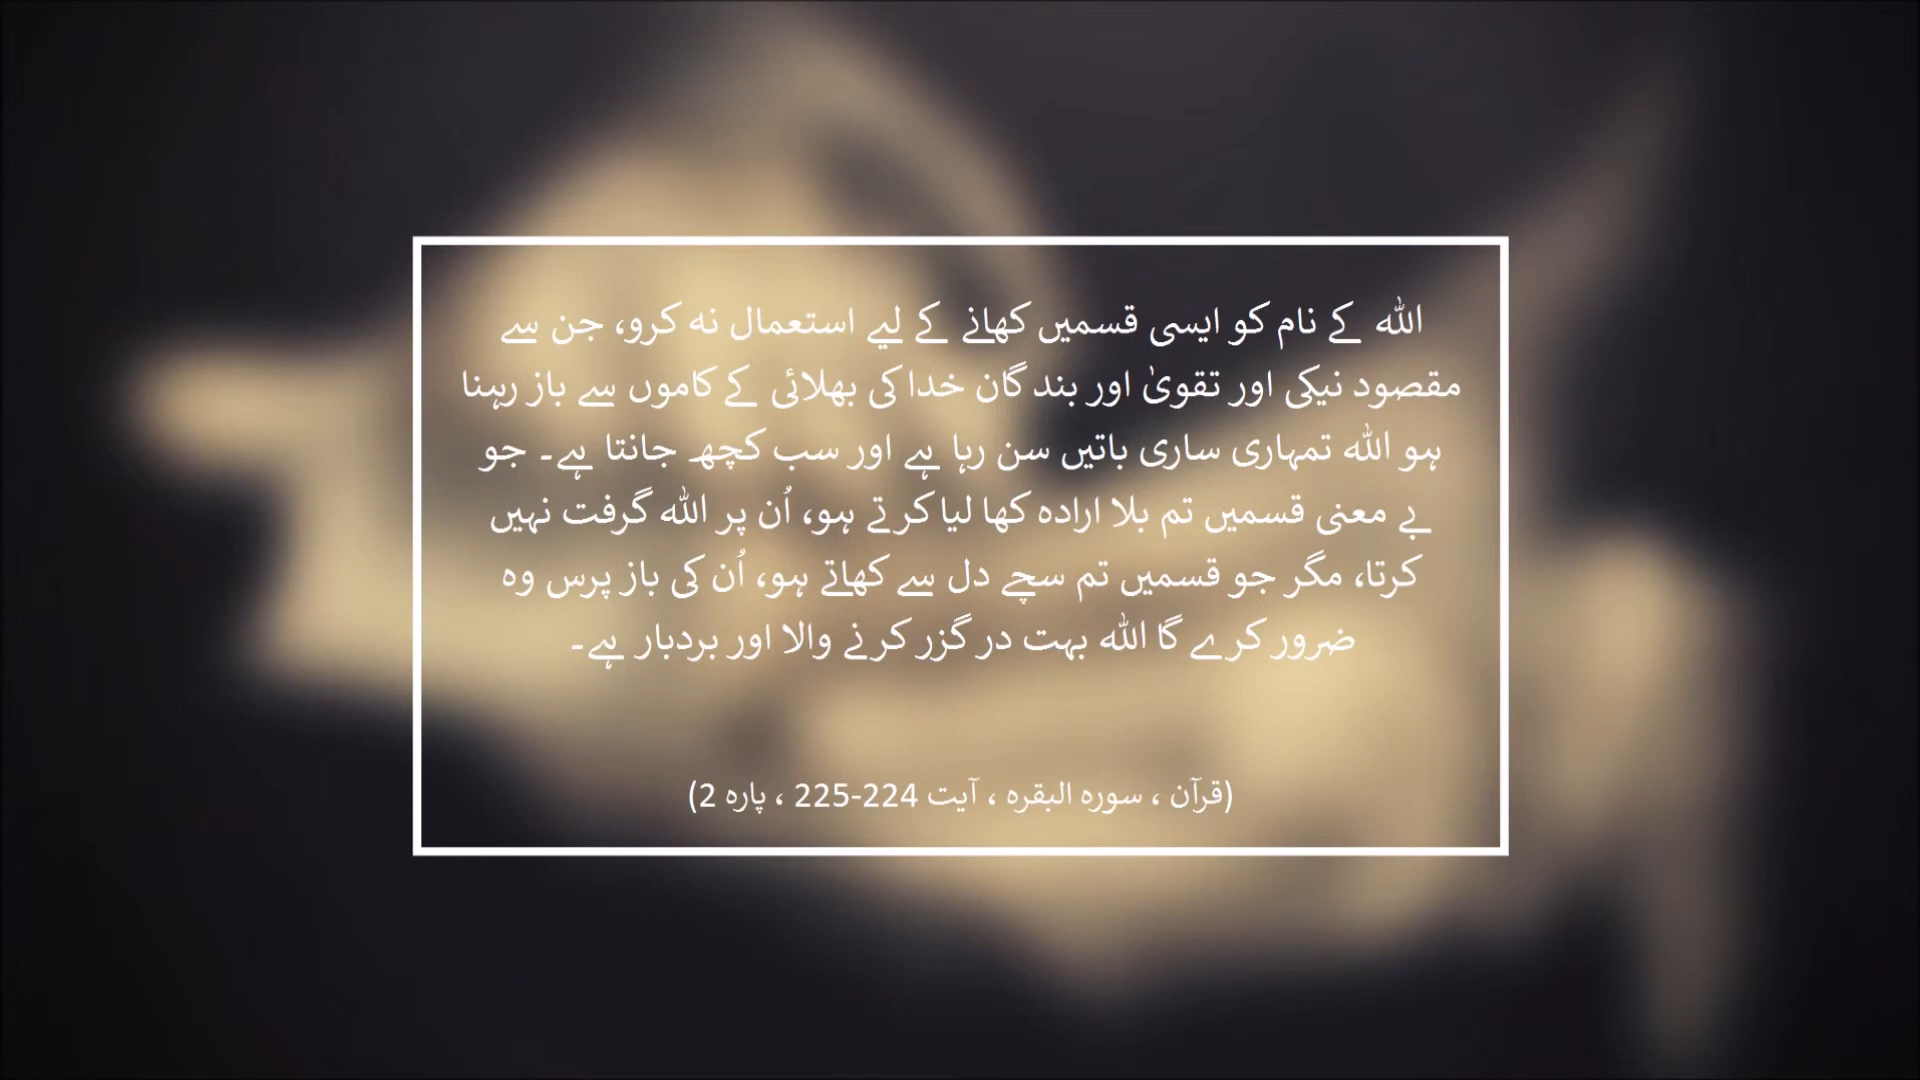 اللہ کے نام کو ایسی قسمیں کھانے کے لیے استعمال نہ کرو، جن سے
مقصود نیکی اور تقویٰ اور بند گان خدا کی بھلائی کے کاموں سے باز رہنا
ہو اللہ تمہاری ساری باتیں سن رہا ہے اور سب کچھ جانتا ہے۔ جو
بے معنی قسمیں تم بلا ارادہ کھا لیا کرتے ہو، اُن پر اللہ گرفت نہیں
کرتا، مگر جو قسمیں تم سچے دل سے کھاتے ہو، اُن کی باز پرس وہ
ضرور کرے گا اللہ بہت در گزر کرنے والا اور بردبار ہے۔
(قرآن ، سورہ البقرہ ، آیت 224-225 ، پارہ 2)